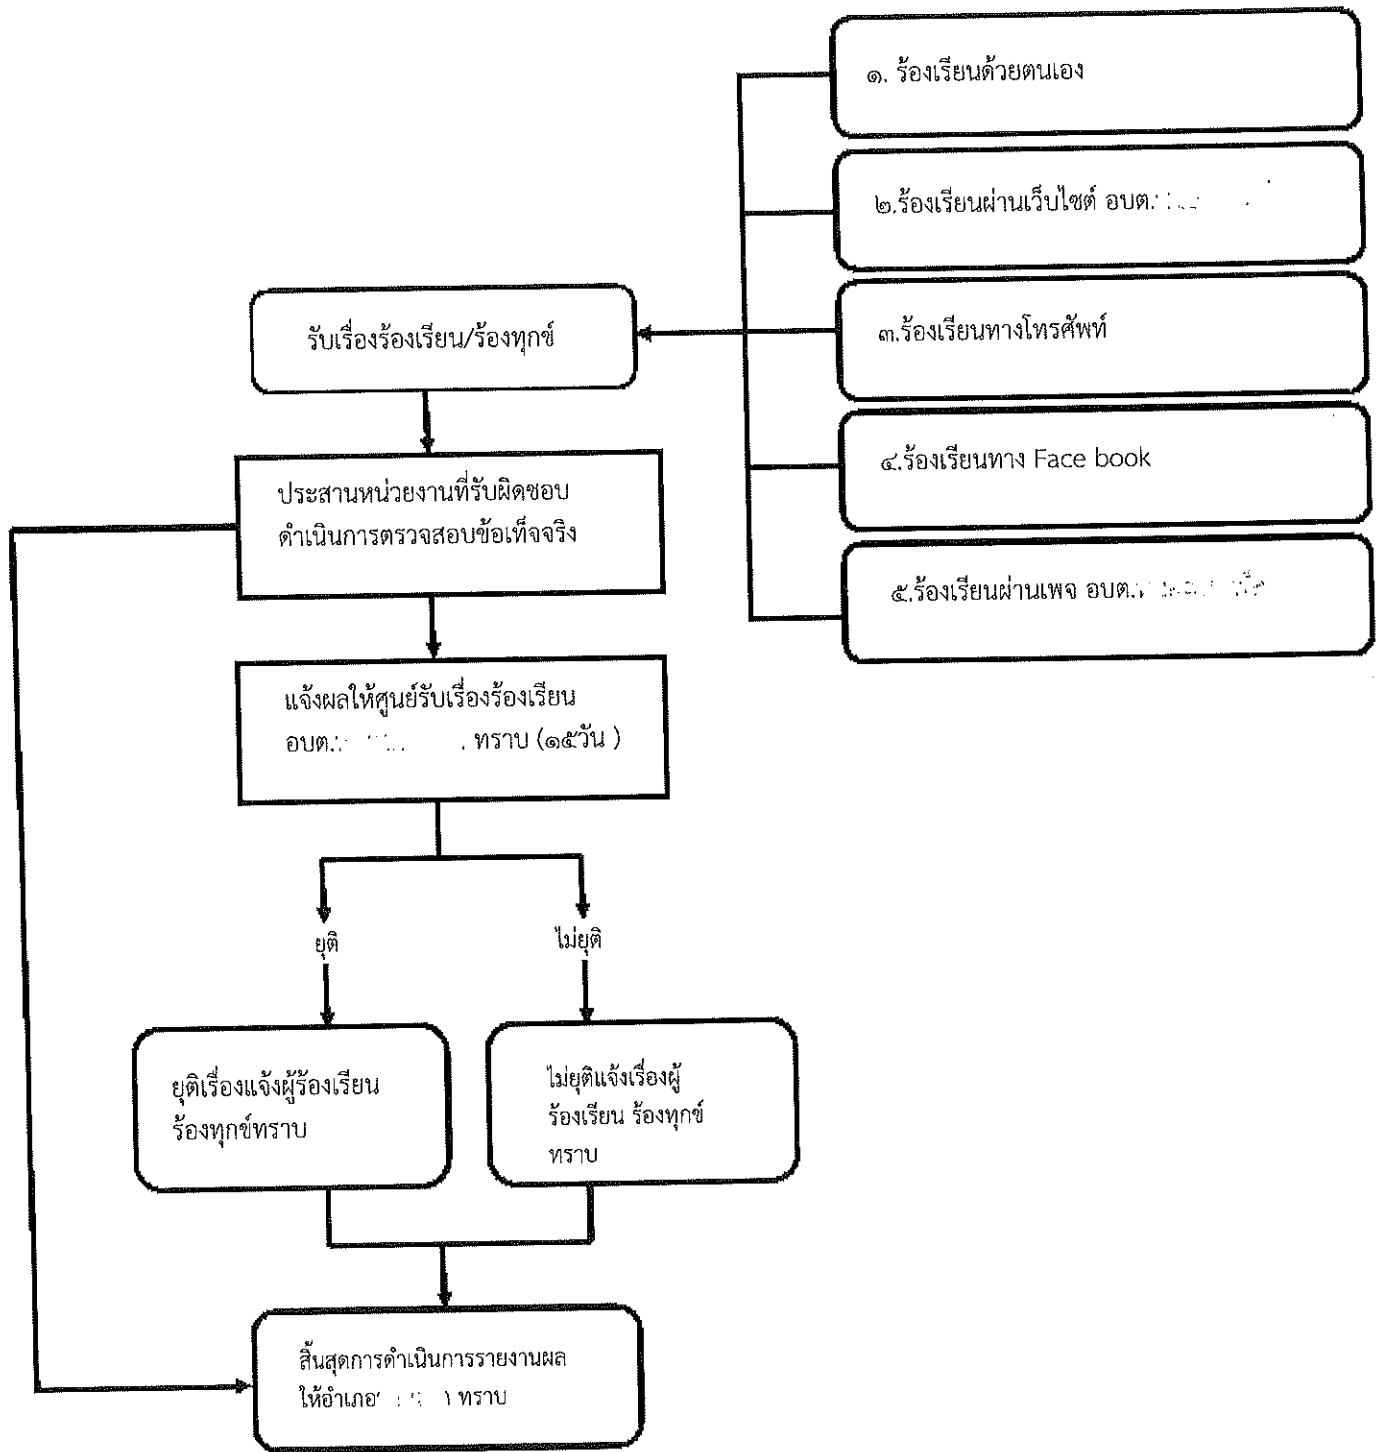 ๑. ร้องเรียนด้วยตนเอง
๒.ร้องเรียนผ่านเว็บไซต์ อบต.
๓.ร้องเรียนทางโทรศัพท์
๔.ร้องเรียนทาง Face book
๕.ร้องเรียนผ่านเพจ อบต.
รับเรื่องร้องเรียน/ร้องทุกข์
ประสานหน่วยงานที่รับผิดชอบ
ดำเนินการตรวจสอบข้อเท็จจริง
แจ้งผลให้ศูนย์รับเรื่องร้องเรียน
อบต. ทราบ (๑๕วัน )
ยุติ
ไม่ยุติ
ยุติเรื่องแจ้งผู้ร้องเรียน
ร้องทุกข์ทราบ
ไม่ยุติแจ้งเรื่องผู้
ร้องเรียน ร้องทุกข์
ทราบ
สิ้นสุดการดำเนินการรายงานผล
ให้อำเภอ ทราบ